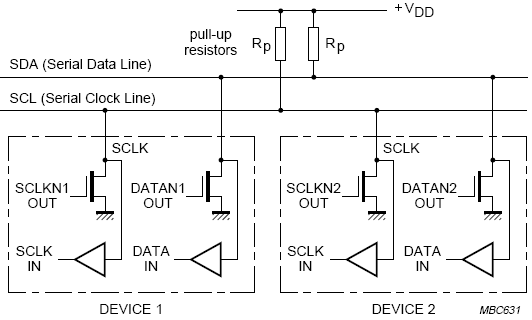 +VDD
pull-up
resistors
Rp
Rp
SDA (Serial Data Line)
SCL (Serial Clock Line)
SCLK
SCLK
SCLKN1
OUT
DATAN1
OUT
SCLKN2
OUT
DATAN2
OUT
SCLK
IN
DATA
IN
SCLK
IN
DATA
IN
DEVICE 1
DEVICE 2
MBC631